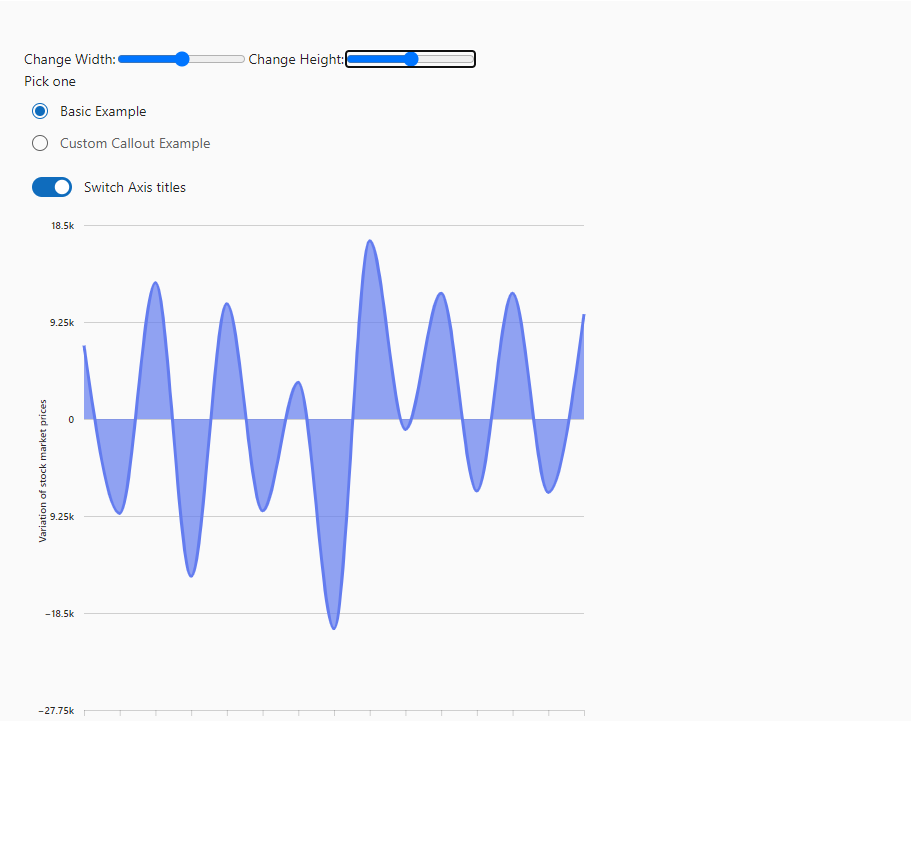 Change Width: Change Height:
Pick one
Basic Example
Custom Callout Example
Switch Axis titles
18.5k
9.25k
0
9.25k
−18.5k
−27.75k
Variation of stock market prices